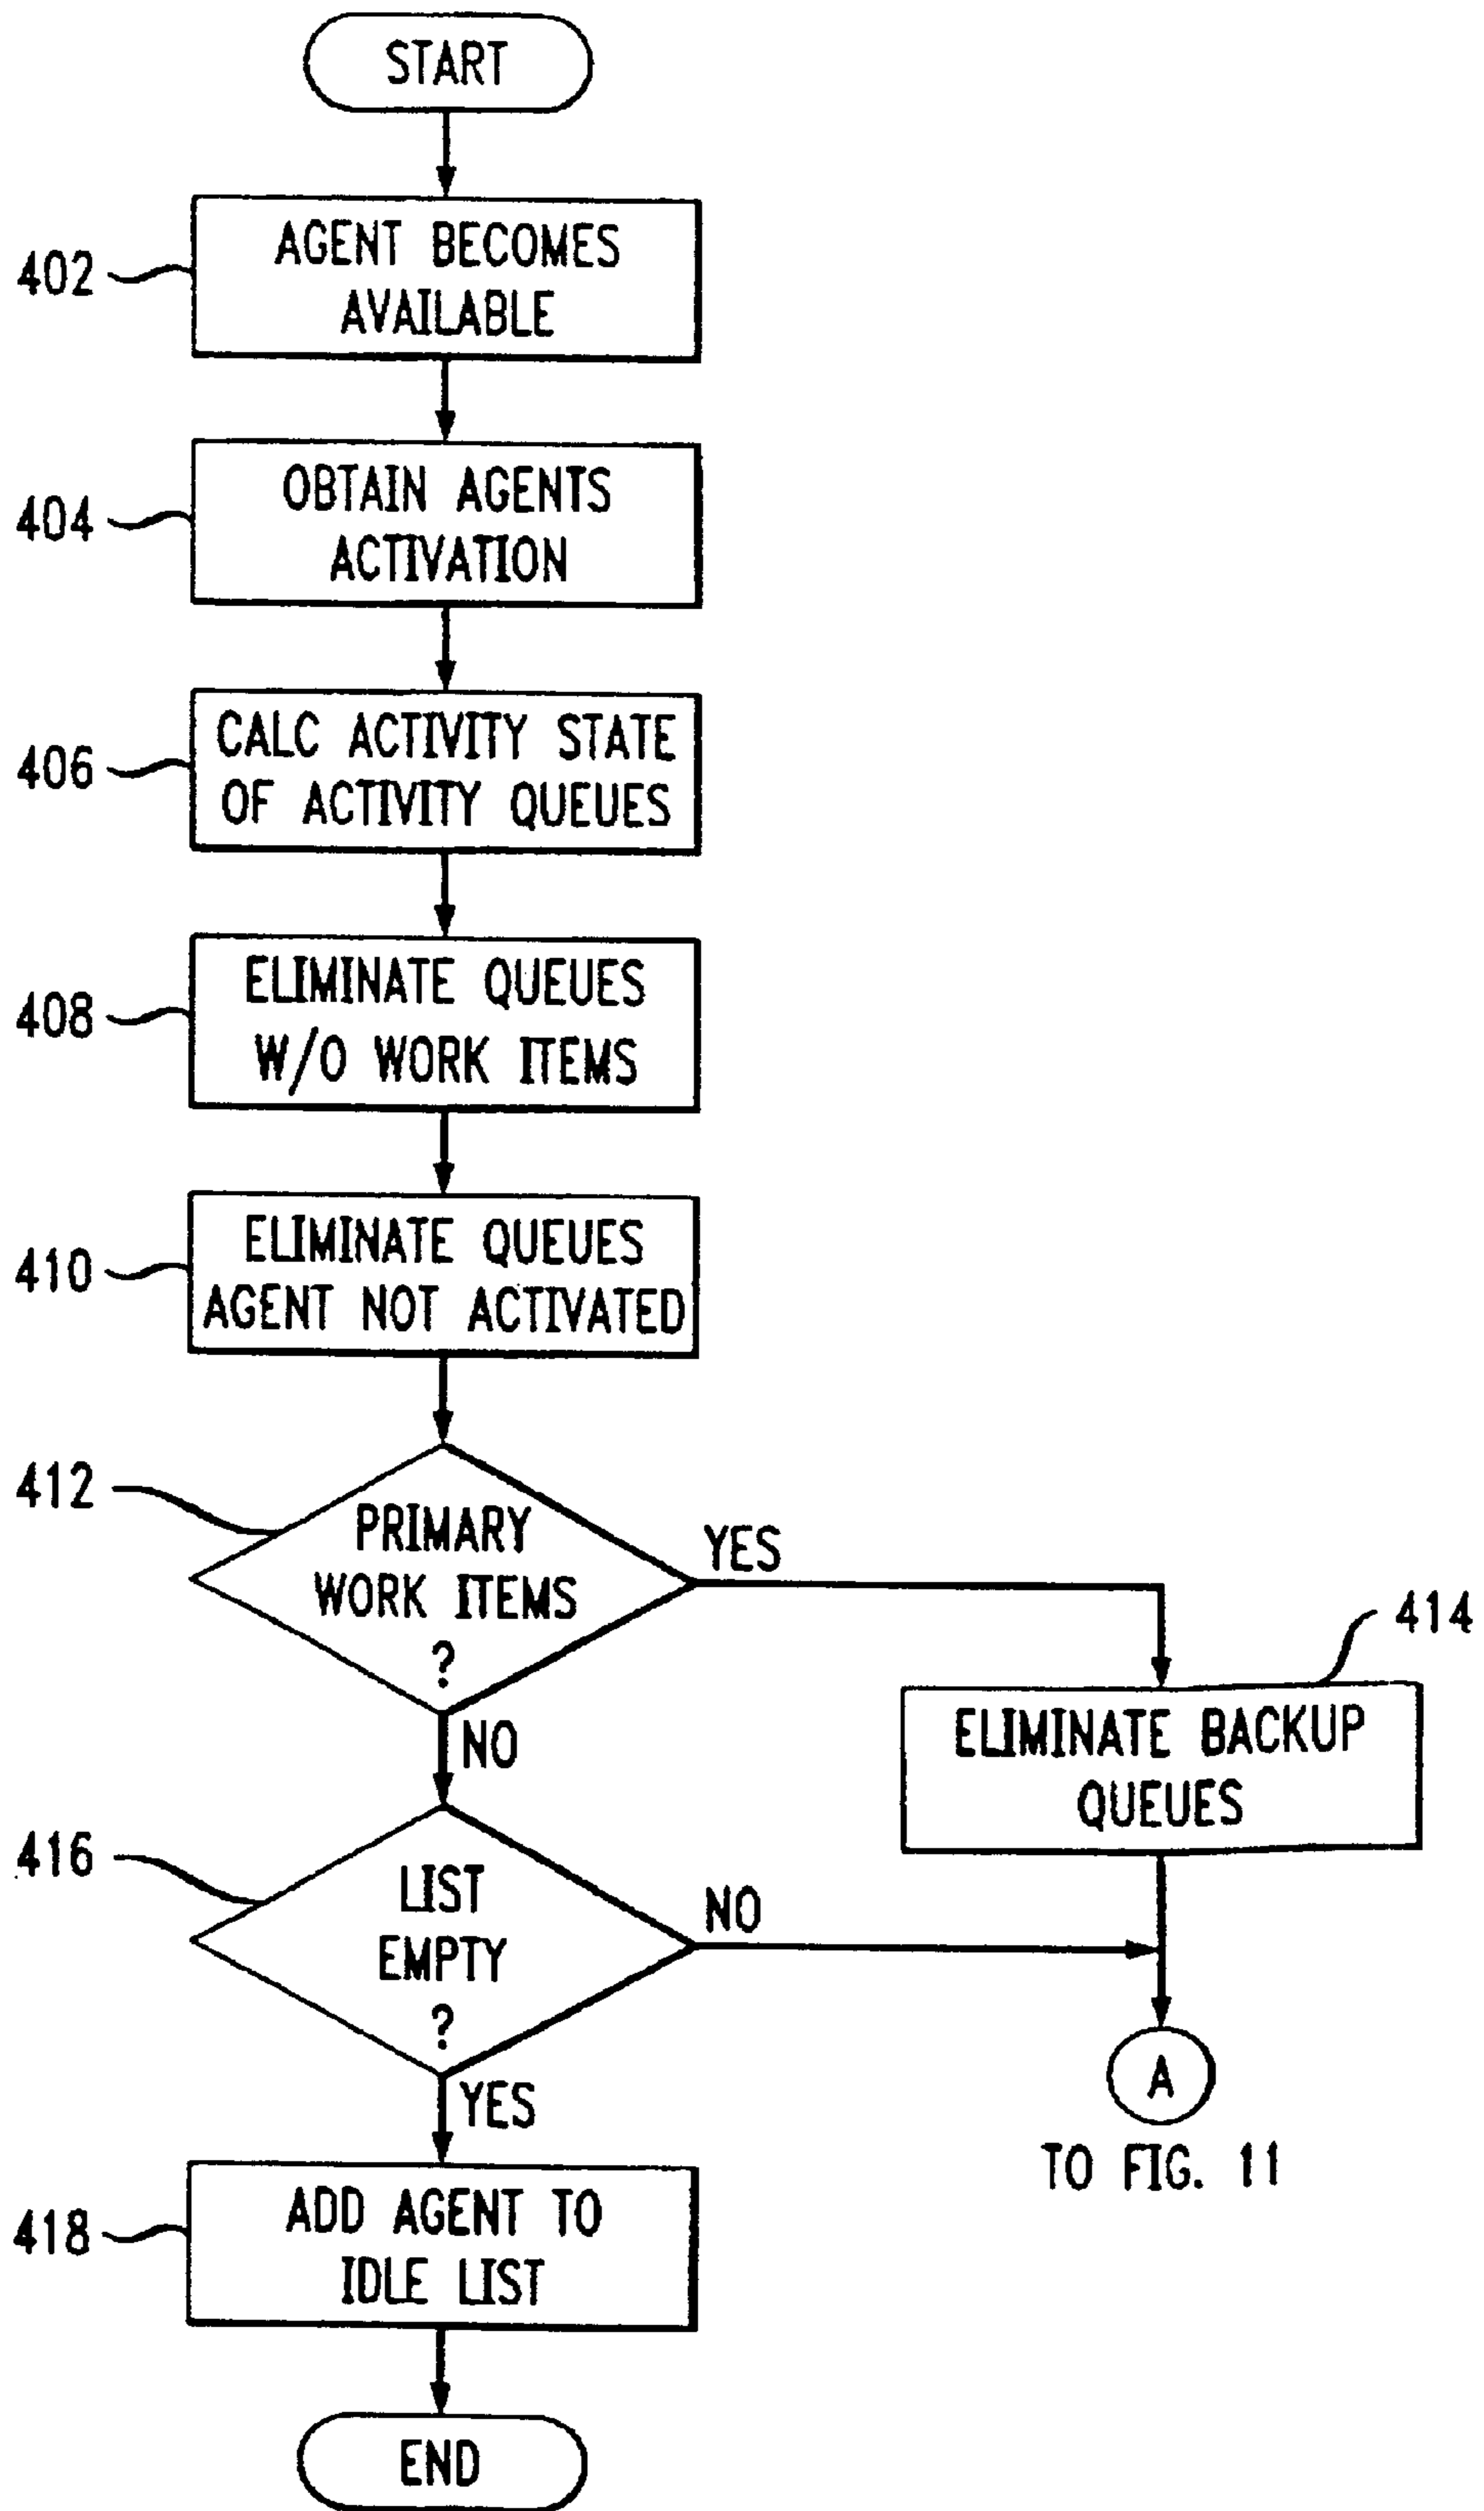 START
402
AGENT BECOMES
AVAILABLE
404
OBTAIN AGENTS
ACTIVATION
406
CALC ACTIVITY STATE
OF ACTIVITY QUEUES
408
ELIMINATE QUEUES
W/O WORK ITEMS
410
ELIMINATE QUEUES
AGENT NOT ACTIVATED
412
PRIMARY
WORK ITEMS
?
YES
414
ELIMINATE BACKUP
QUEUES
NO
416
LIST
EMPTY
?
NO
A
TO FIG. 11
YES
418
ADD AGENT TO
IDLE LIST
END